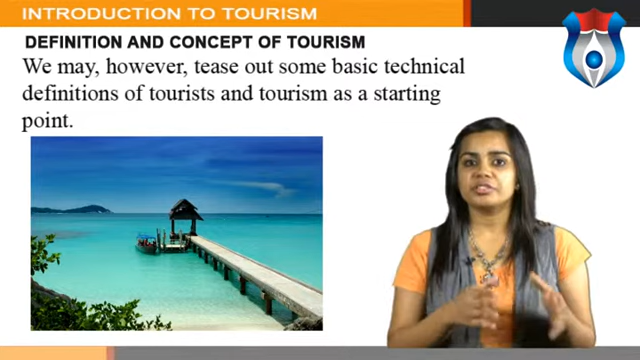 INTRODUCTION TO TOURISM
DEFINITION AND CONCEPT OF TOURISM
We may, however, tease out some basic technical
definitions of tourists and tourism as a starting
point.